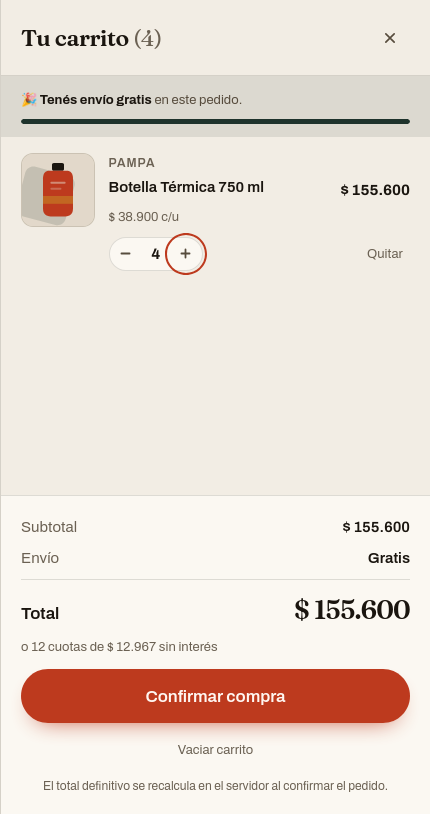 Tu carrito (4)
🎉 Tenés envío gratis en este pedido.
PAMPA
Botella Térmica 750 ml
$ 155.600
$ 38.900 c/u
− 4 +
Quitar
Subtotal
$ 155.600
Envío
Gratis
Total
$ 155.600
o 12 cuotas de $ 12.967 sin interés
Confirmar compra
Vaciar carrito
El total definitivo se recalcula en el servidor al confirmar el pedido.